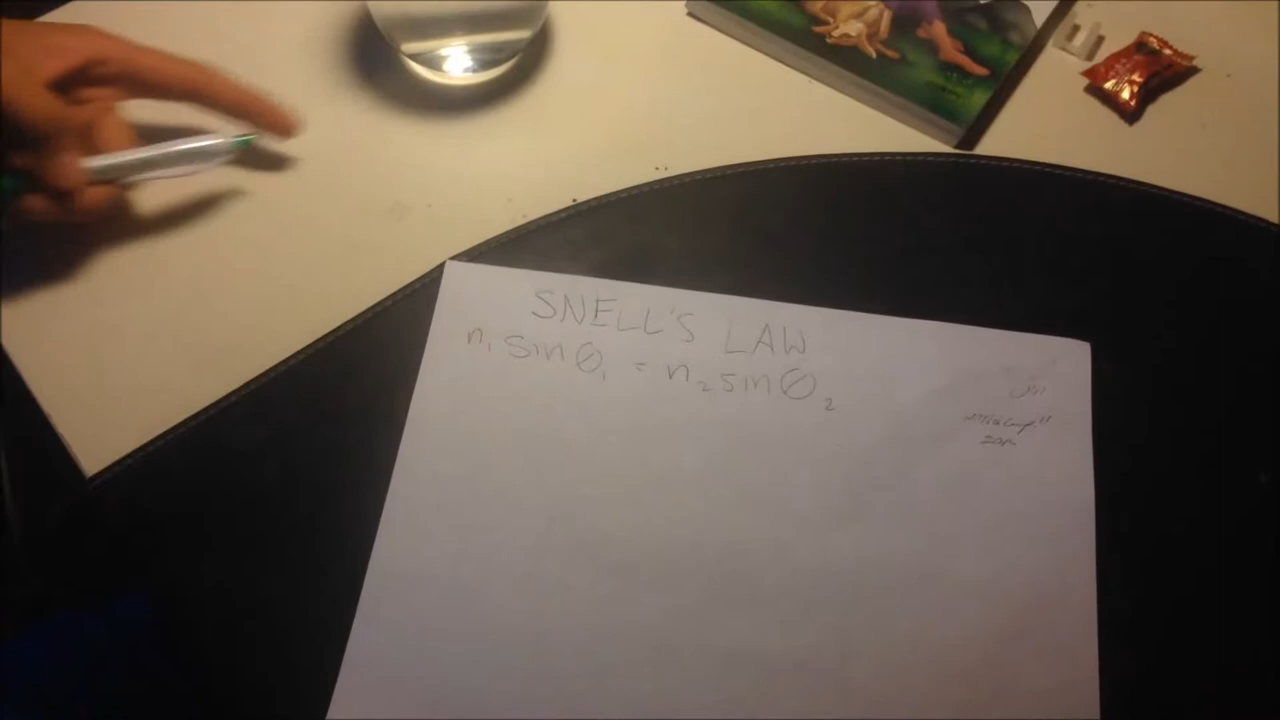 SNELL'S LAW
n₁ sin θ₁ = n₂ sin θ₂